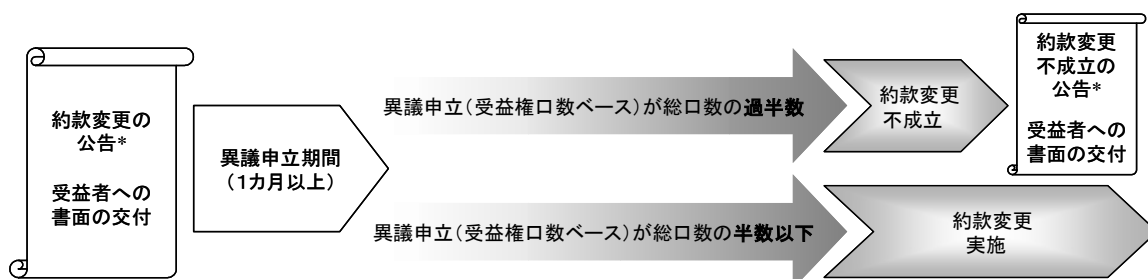 約款変更の
公告*
受益者への
書面の交付
異議申立期間
(1カ月以上)
異議申立(受益権口数ベース)が総口数の過半数
約款変更
不成立
約款変更
不成立の
公告*
受益者への
書面の交付
異議申立(受益権口数ベース)が総口数の半数以下
約款変更
実施